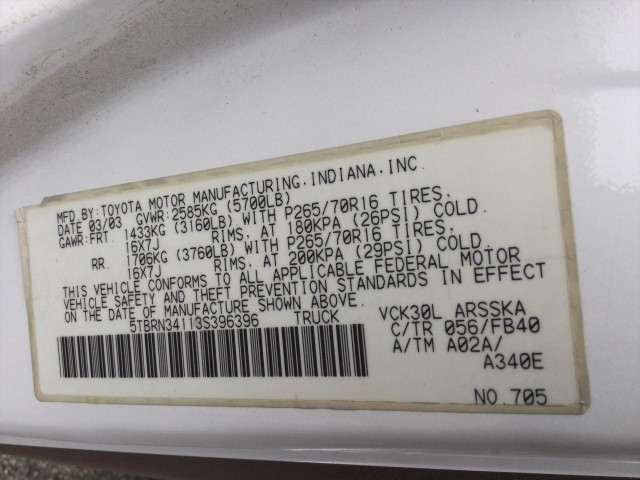 MFD.BY:TOYOTA MOTOR MANUFACTURING.INDIANA.INC.
DATE 03/03 GVWR:2585KG (5700LB)
GAWR:FRT. 1433KG (3160LB) WITH P265/70R16 TIRES.
16X7J RIMS, AT 180KPA (26PSI) COLD.
RR. 1706KG (3760LB) WITH P265/70R16 TIRES.
16X7J RIMS, AT 200KPA (29PSI) COLD.
THIS VEHICLE CONFORMS TO ALL APPLICABLE FEDERAL MOTOR
VEHICLE SAFETY AND THEFT PREVENTION STANDARDS IN EFFECT
ON THE DATE OF MANUFACTURE SHOWN ABOVE.
5TBRN34113S396396 TRUCK
VCK30L ARSSKA
C/TR 056/FB40
A/TM A02A/
A340E
NO.705